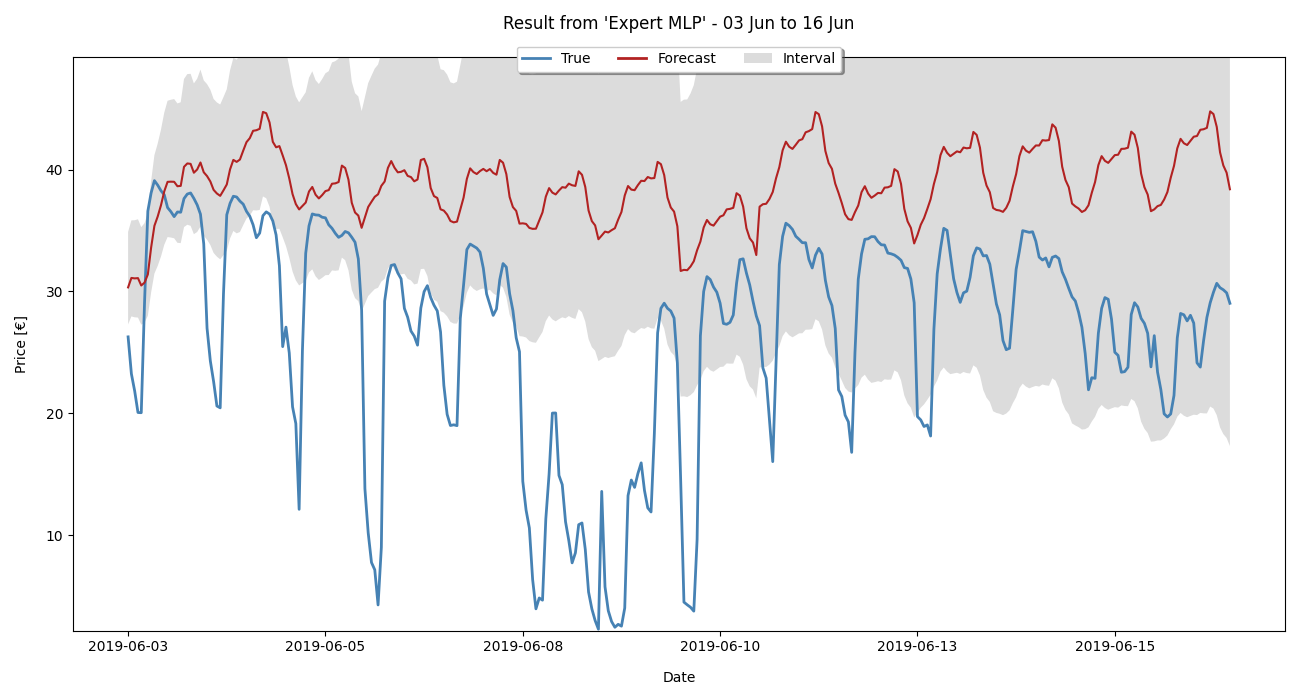 Result from 'Expert MLP' - 03 Jun to 16 Jun
True Forecast Interval
Price [€]
40
30
20
10
2019-06-03 2019-06-05 2019-06-08 2019-06-10 2019-06-13 2019-06-15
Date